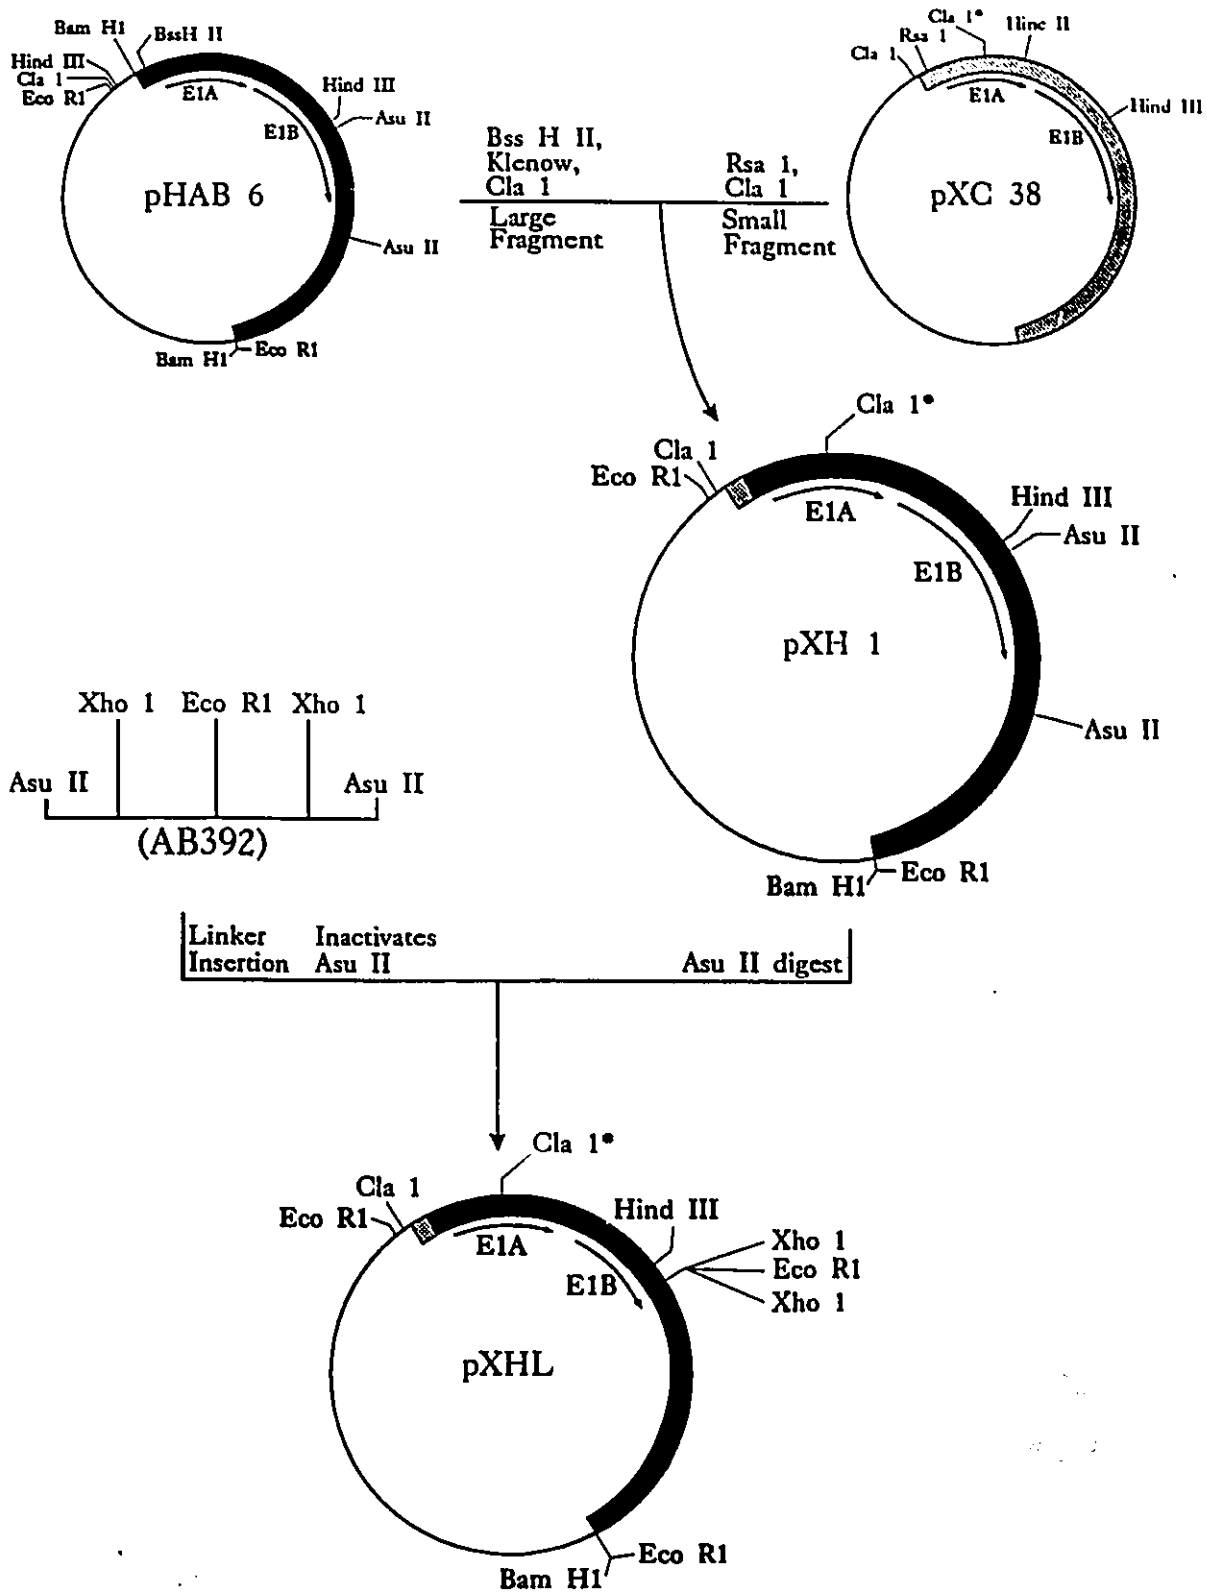 Bam H1
BssH II
Hind III
Cla 1
Eco R1
E1A
Hind III
Asu II
E1B
pHAB 6
Asu II
Bam H1
Eco R1
Bss H II,
Klenow,
Cla 1
Large
Fragment
Rsa 1,
Cla 1
Small
Fragment
Cla 1*
Hinc II
Rsa 1
Cla 1
E1A
Hind III
E1B
pXC 38
Cla 1*
Cla 1
Eco R1
E1A
Hind III
Asu II
E1B
pXH 1
Asu II
Bam H1
Eco R1
Xho 1 Eco R1 Xho 1
Asu II Asu II
(AB392)
Linker Inactivates
Insertion Asu II Asu II digest
Cla 1*
Cla 1
Eco R1
E1A
Hind III
Xho 1
Eco R1
Xho 1
E1B
pXHL
Eco R1
Bam H1